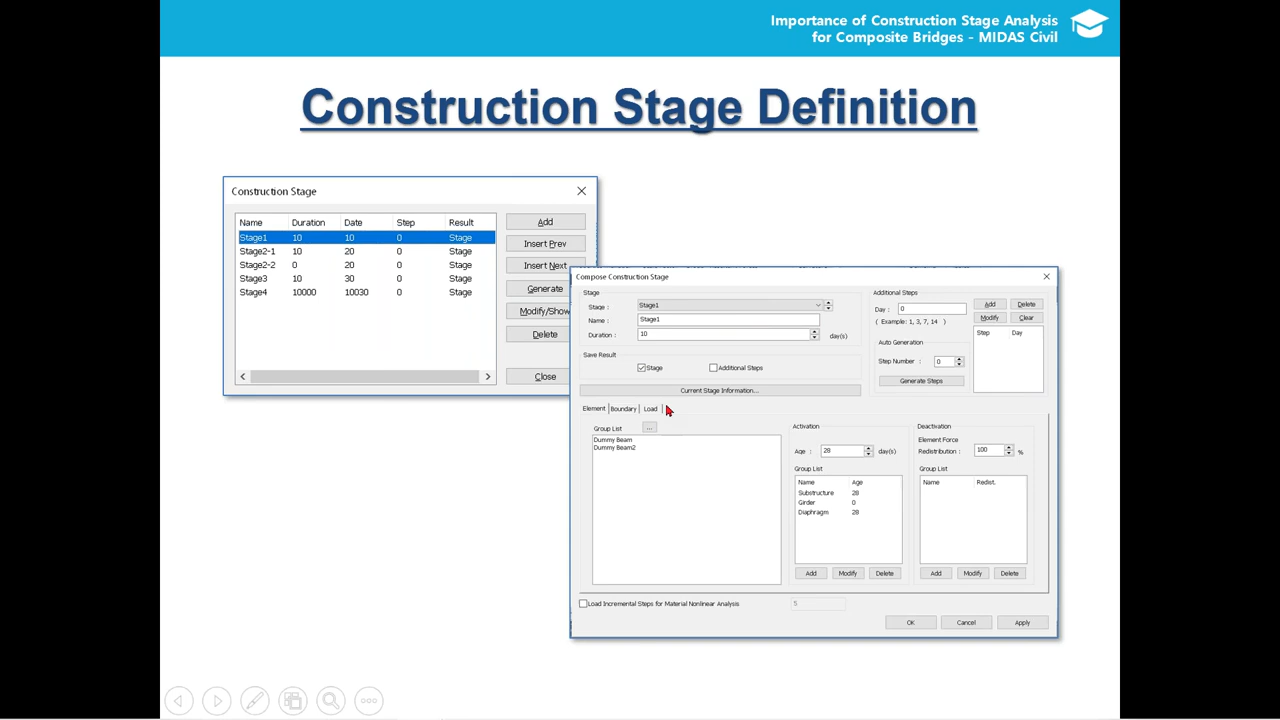 Importance of Construction Stage Analysis
for Composite Bridges - MIDAS Civil
Construction Stage Definition
Construction Stage
Name Duration Date Step Result
Stage1 10 10 0 Stage
Stage2-1 10 20 0 Stage
Stage2-2 0 20 0 Stage
Stage3 10 30 0 Stage
Stage4 10000 10030 0 Stage
Add
Insert Prev
Insert Next
Generate
Modify/Show
Delete
Close
Compose Construction Stage
Stage
Stage : Stage1
Name : Stage1
Duration : 10 day(s)
Save Result
Stage Additional Steps
Current Stage Information...
Additional Steps
Day : 0
( Example: 1, 3, 7, 14 )
Auto Generation
Step Number : 0
Generate Steps
Add Delete
Modify Clear
Step Day
Element Boundary Load
Group List ...
Dummy Beam
Dummy Beam2
Activation
Age : 28 day(s)
Group List
Name Age
Substructure 28
Girder 0
Diaphragm 28
Add Modify Delete
Deactivation
Element Force
Redistribution : 100 %
Group List
Name Redist.
Add Modify Delete
Load Incremental Steps for Material Nonlinear Analysis 5
OK Cancel Apply